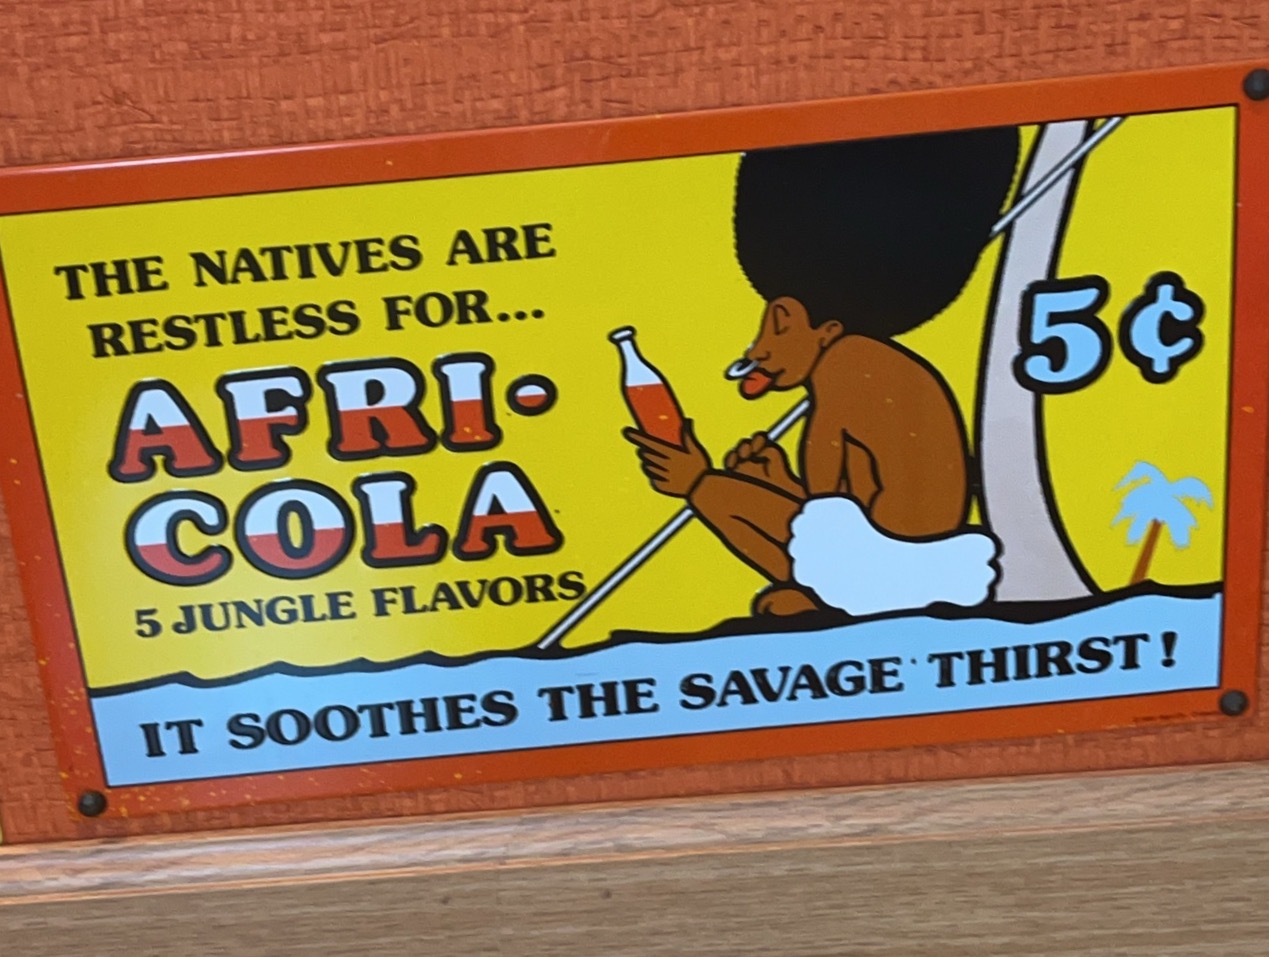 THE NATIVES ARE
RESTLESS FOR...
AFRI-
COLA
5 JUNGLE FLAVORS
5¢
IT SOOTHES THE SAVAGE THIRST!